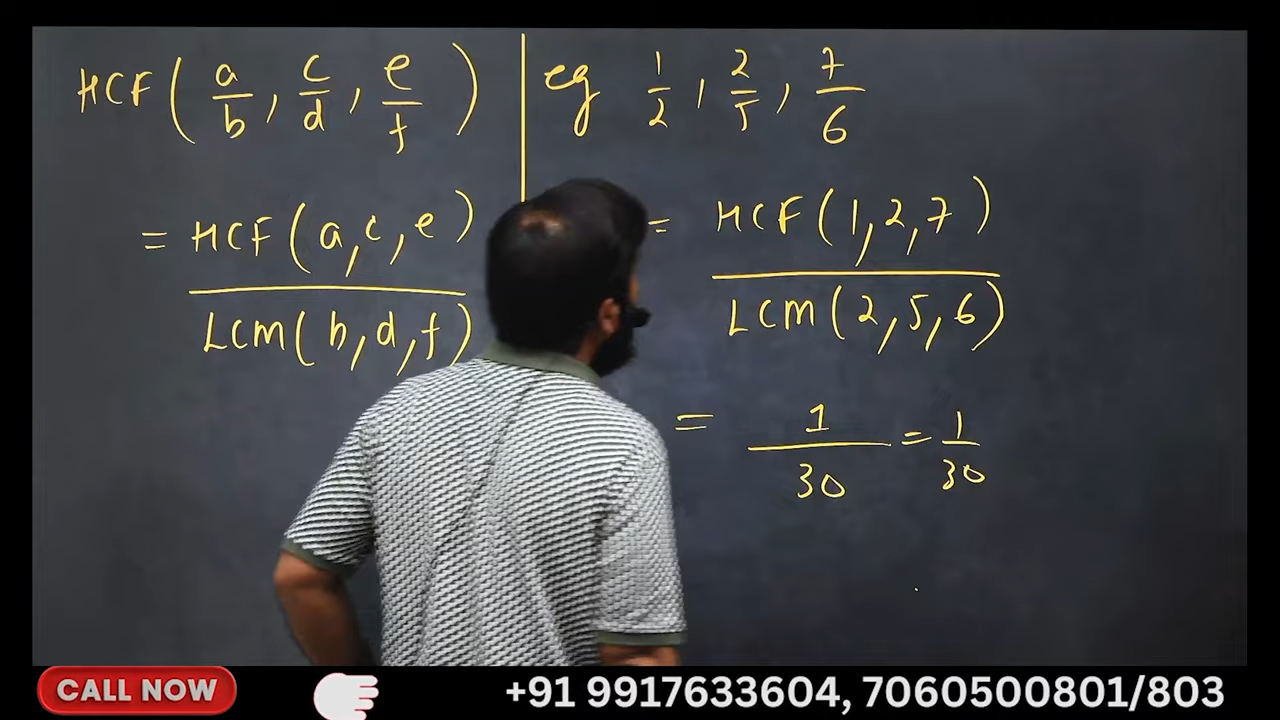 HCF(a/b, c/d, e/f)
= HCF(a,c,e)
LCM(b,d,f)
eg 1/2, 2/5, 7/6
= HCF(1,2,7)
LCM(2,5,6)
= 1/30 = 1/30
CALL NOW
+91 9917633604, 7060500801/803